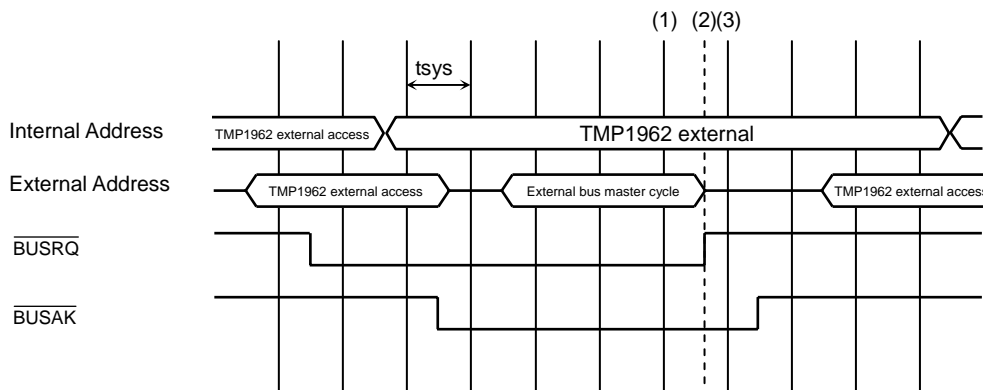 (1) (2)(3)
tsys
Internal Address TMP1962 external access TMP1962 external
External Address TMP1962 external access External bus master cycle TMP1962 external access
BUSRQ
BUSAK